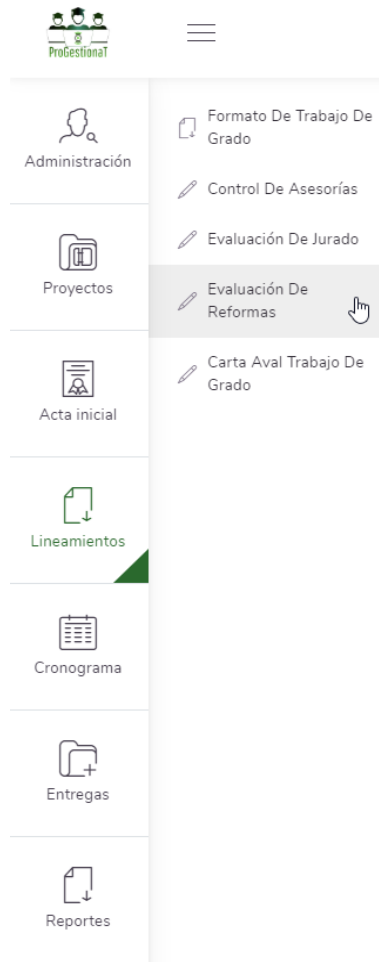 ProGestionaT
Administración
Proyectos
Acta inicial
Lineamientos
Cronograma
Entregas
Reportes
Formato De Trabajo De
Grado
Control De Asesorías
Evaluación De Jurado
Evaluación De
Reformas
Carta Aval Trabajo De
Grado